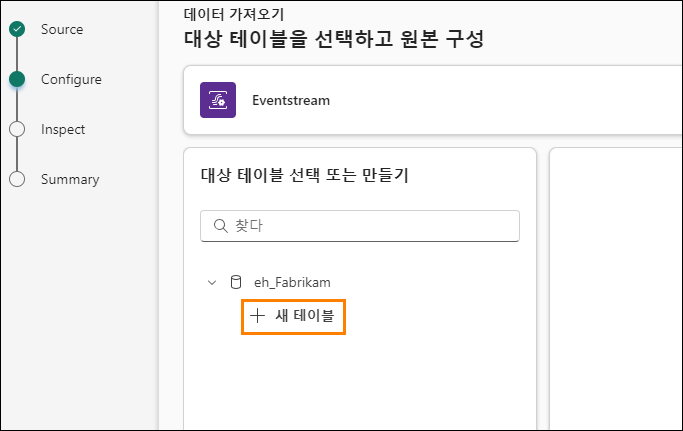 Source
Configure
Inspect
Summary
데이터 가져오기
대상 테이블을 선택하고 원본 구성
Eventstream
대상 테이블 선택 또는 만들기
찾다
eh_Fabrikam
새 테이블